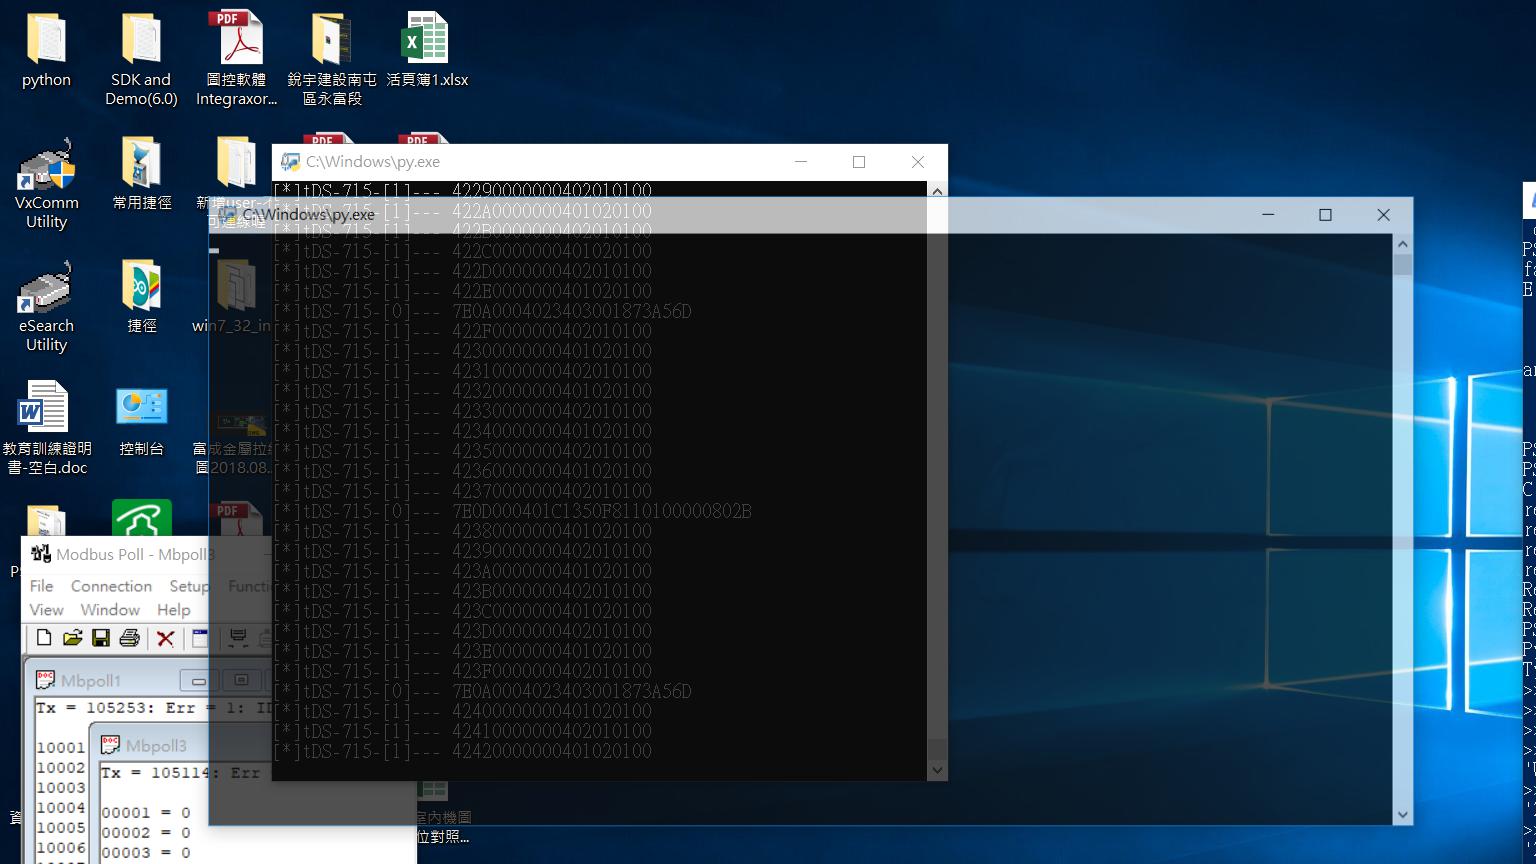 python
SDK and
Demo(6.0)
圖控軟體
Integraxor...
銳宇建設南屯
區永富段
活頁簿1.xlsx
VxComm
Utility
常用捷徑
可連線喔
eSearch
Utility
捷徑
win7_32_in
教育訓練證明
書-空白.doc
控制台
富成金屬拉
圖2018.08...
C:\Windows\py.exe
[*]tDS-715-[1]--- 42290000000402010100
C:\Windows\py.exe
[*]tDS-715-[1]--- 422A0000000401020100
[*]tDS-715-[1]--- 422B0000000402010100
[*]tDS-715-[1]--- 422C0000000401020100
[*]tDS-715-[1]--- 422D0000000402010100
[*]tDS-715-[1]--- 422E0000000401020100
[*]tDS-715-[0]--- 7E0A0004023403001873A56D
[*]tDS-715-[1]--- 422F0000000402010100
[*]tDS-715-[1]--- 42300000000401020100
[*]tDS-715-[1]--- 42310000000402010100
[*]tDS-715-[1]--- 42320000000401020100
[*]tDS-715-[1]--- 42330000000402010100
[*]tDS-715-[1]--- 42340000000401020100
[*]tDS-715-[1]--- 42350000000402010100
[*]tDS-715-[1]--- 42360000000401020100
[*]tDS-715-[1]--- 42370000000402010100
[*]tDS-715-[0]--- 7E0D000401C1350F8110100000802B
[*]tDS-715-[1]--- 42380000000401020100
[*]tDS-715-[1]--- 42390000000402010100
[*]tDS-715-[1]--- 423A0000000401020100
[*]tDS-715-[1]--- 423B0000000402010100
[*]tDS-715-[1]--- 423C0000000401020100
[*]tDS-715-[1]--- 423D0000000402010100
[*]tDS-715-[1]--- 423E0000000401020100
[*]tDS-715-[1]--- 423F0000000402010100
[*]tDS-715-[0]--- 7E0A0004023403001873A56D
[*]tDS-715-[1]--- 42400000000401020100
[*]tDS-715-[1]--- 42410000000402010100
[*]tDS-715-[1]--- 42420000000401020100
Modbus Poll - Mbpoll3
File Connection Setup Functi
View Window Help
Mbpoll1
Tx = 105253: Err = 1: ID
10001
10002
10003
10004
10005
10006
Mbpoll3
Tx = 105114: Err
00001 = 0
00002 = 0
00003 = 0
室內機圖
位對照...